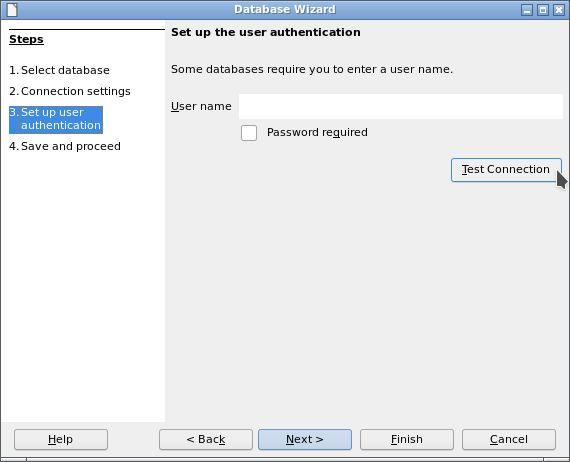 Database Wizard
Steps
1. Select database
2. Connection settings
3. Set up user
authentication
4. Save and proceed
Set up the user authentication
Some databases require you to enter a user name.
User name
Password required
Test Connection
Help
< Back
Next >
Finish
Cancel